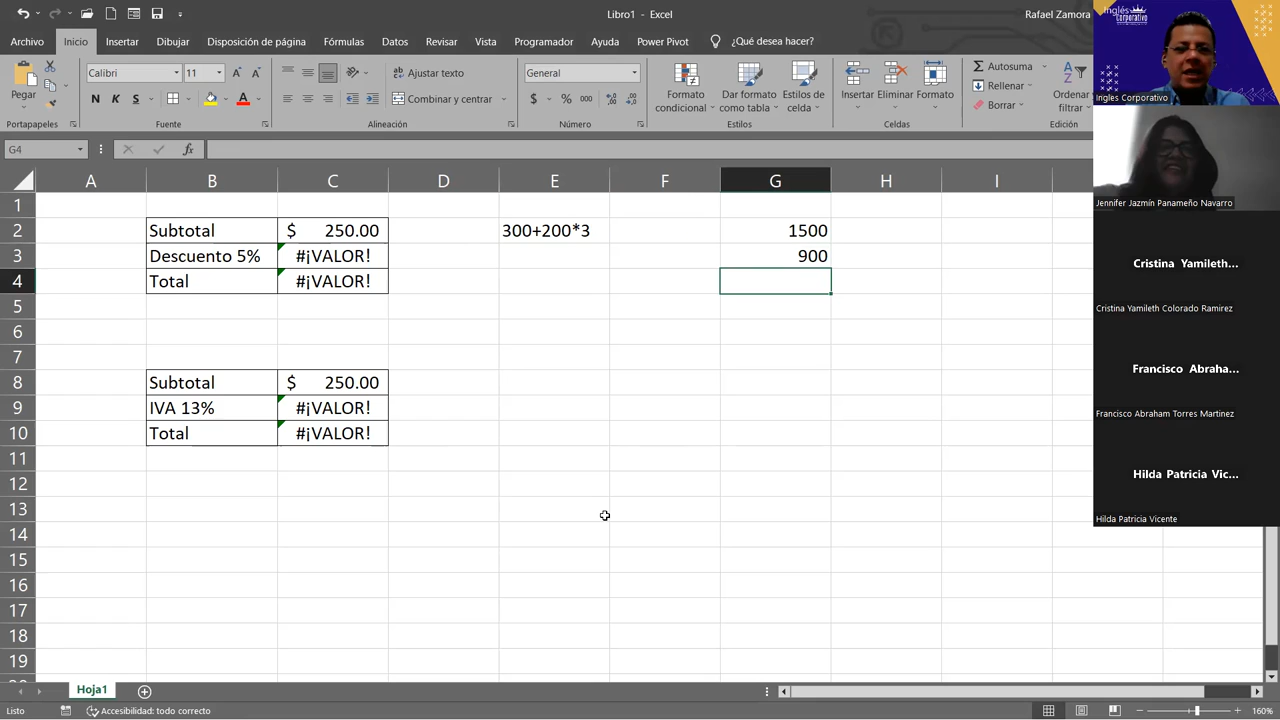 Libro1 - Excel
Rafael Zamora
Archivo
Inicio
Insertar
Dibujar
Disposición de página
Fórmulas
Datos
Revisar
Vista
Programador
Ayuda
Power Pivot
¿Qué desea hacer?
Pegar
Calibri
11
N
K
S
A
Ajustar texto
Combinar y centrar
General
$
%
000
Formato condicional
Dar formato como tabla
Estilos de celda
Insertar
Eliminar
Formato
Autosuma
Rellenar
Borrar
Ordenar
filtrar
Portapapeles
Fuente
Alineación
Número
Estilos
Celdas
Edición
G4
fx
A B C D E F G H I
1
2 Subtotal $ 250.00 300+200*3 1500
3 Descuento 5% #¡VALOR! 900
4 Total #¡VALOR!
5
6
7
8 Subtotal $ 250.00
9 IVA 13% #¡VALOR!
10 Total #¡VALOR!
11
12
13
14
15
16
17
18
19
Hoja1
Listo
Accesibilidad: todo correcto
160%
Inglés
Corporativo
Ingles Corporativo
Jennifer Jazmín Panameño Navarro
Cristina Yamileth...
Cristina Yamileth Colorado Ramirez
Francisco Abraha...
Francisco Abraham Torres Martinez
Hilda Patricia Vic...
Hilda Patricia Vicente